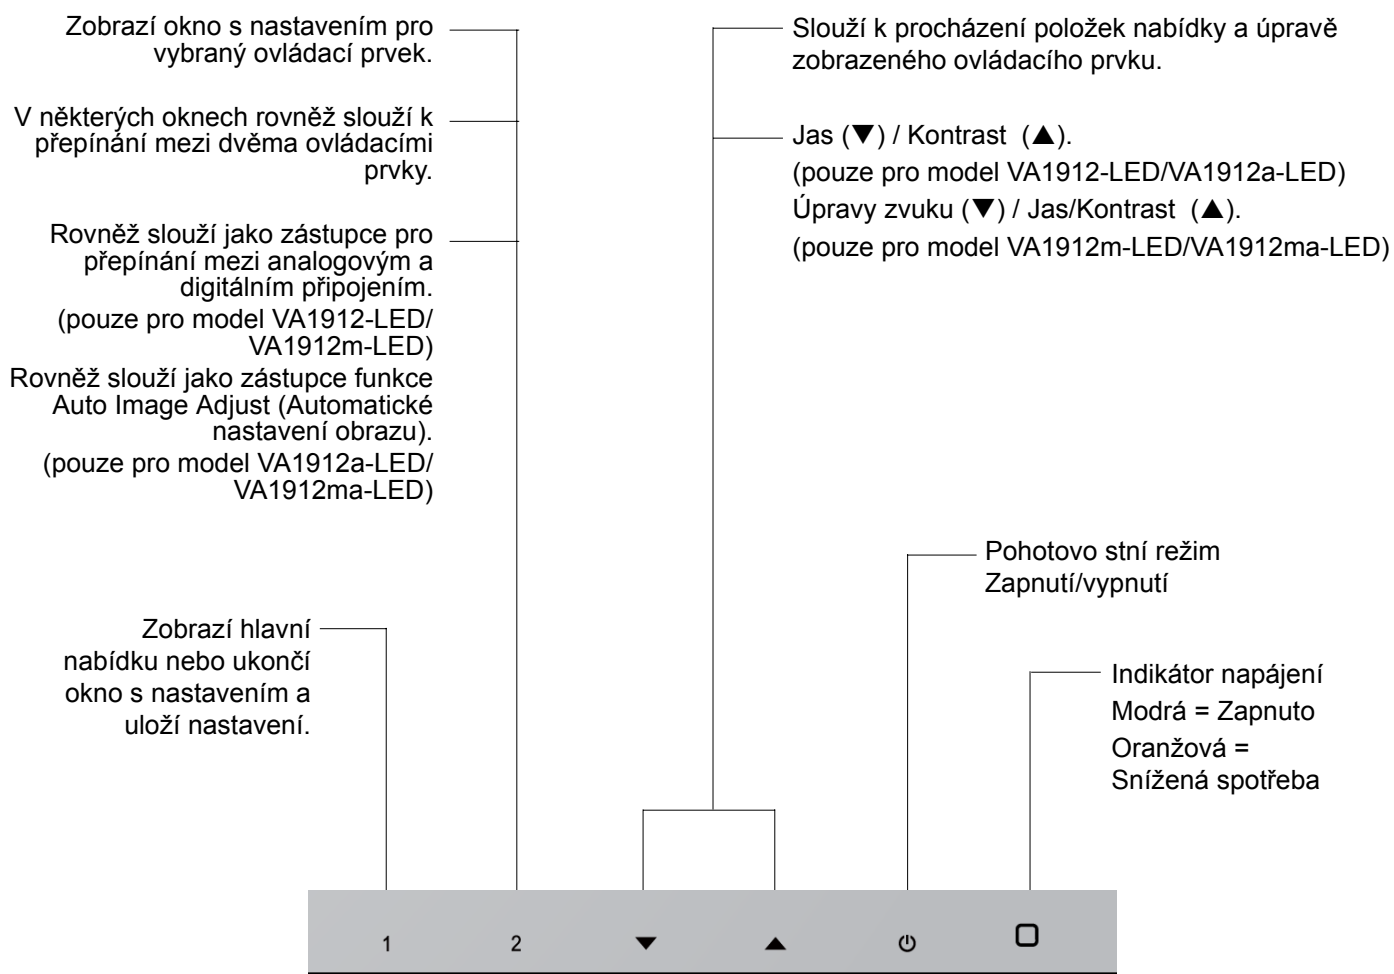 Zobrazí okno s nastavením pro
vybraný ovládací prvek.
V některých oknech rovněž slouží k
přepínání mezi dvěma ovládacími
prvky.
Rovněž slouží jako zástupce pro
přepínání mezi analogovým a
digitálním připojením.
(pouze pro model VA1912-LED/
VA1912m-LED)
Rovněž slouží jako zástupce funkce
Auto Image Adjust (Automatické
nastavení obrazu).
(pouze pro model VA1912a-LED/
VA1912ma-LED)
Zobrazí hlavní
nabídku nebo ukončí
okno s nastavením a
uloží nastavení.
Slouží k procházení položek nabídky a úpravě
zobrazeného ovládacího prvku.
Jas (▼) / Kontrast (▲).
(pouze pro model VA1912-LED/VA1912a-LED)
Úpravy zvuku (▼) / Jas/Kontrast (▲).
(pouze pro model VA1912m-LED/VA1912ma-LED)
Pohotovo stní režim
Zapnutí/vypnutí
Indikátor napájení
Modrá = Zapnuto
Oranžová =
Snížená spotřeba
1 2 ▼ ▲